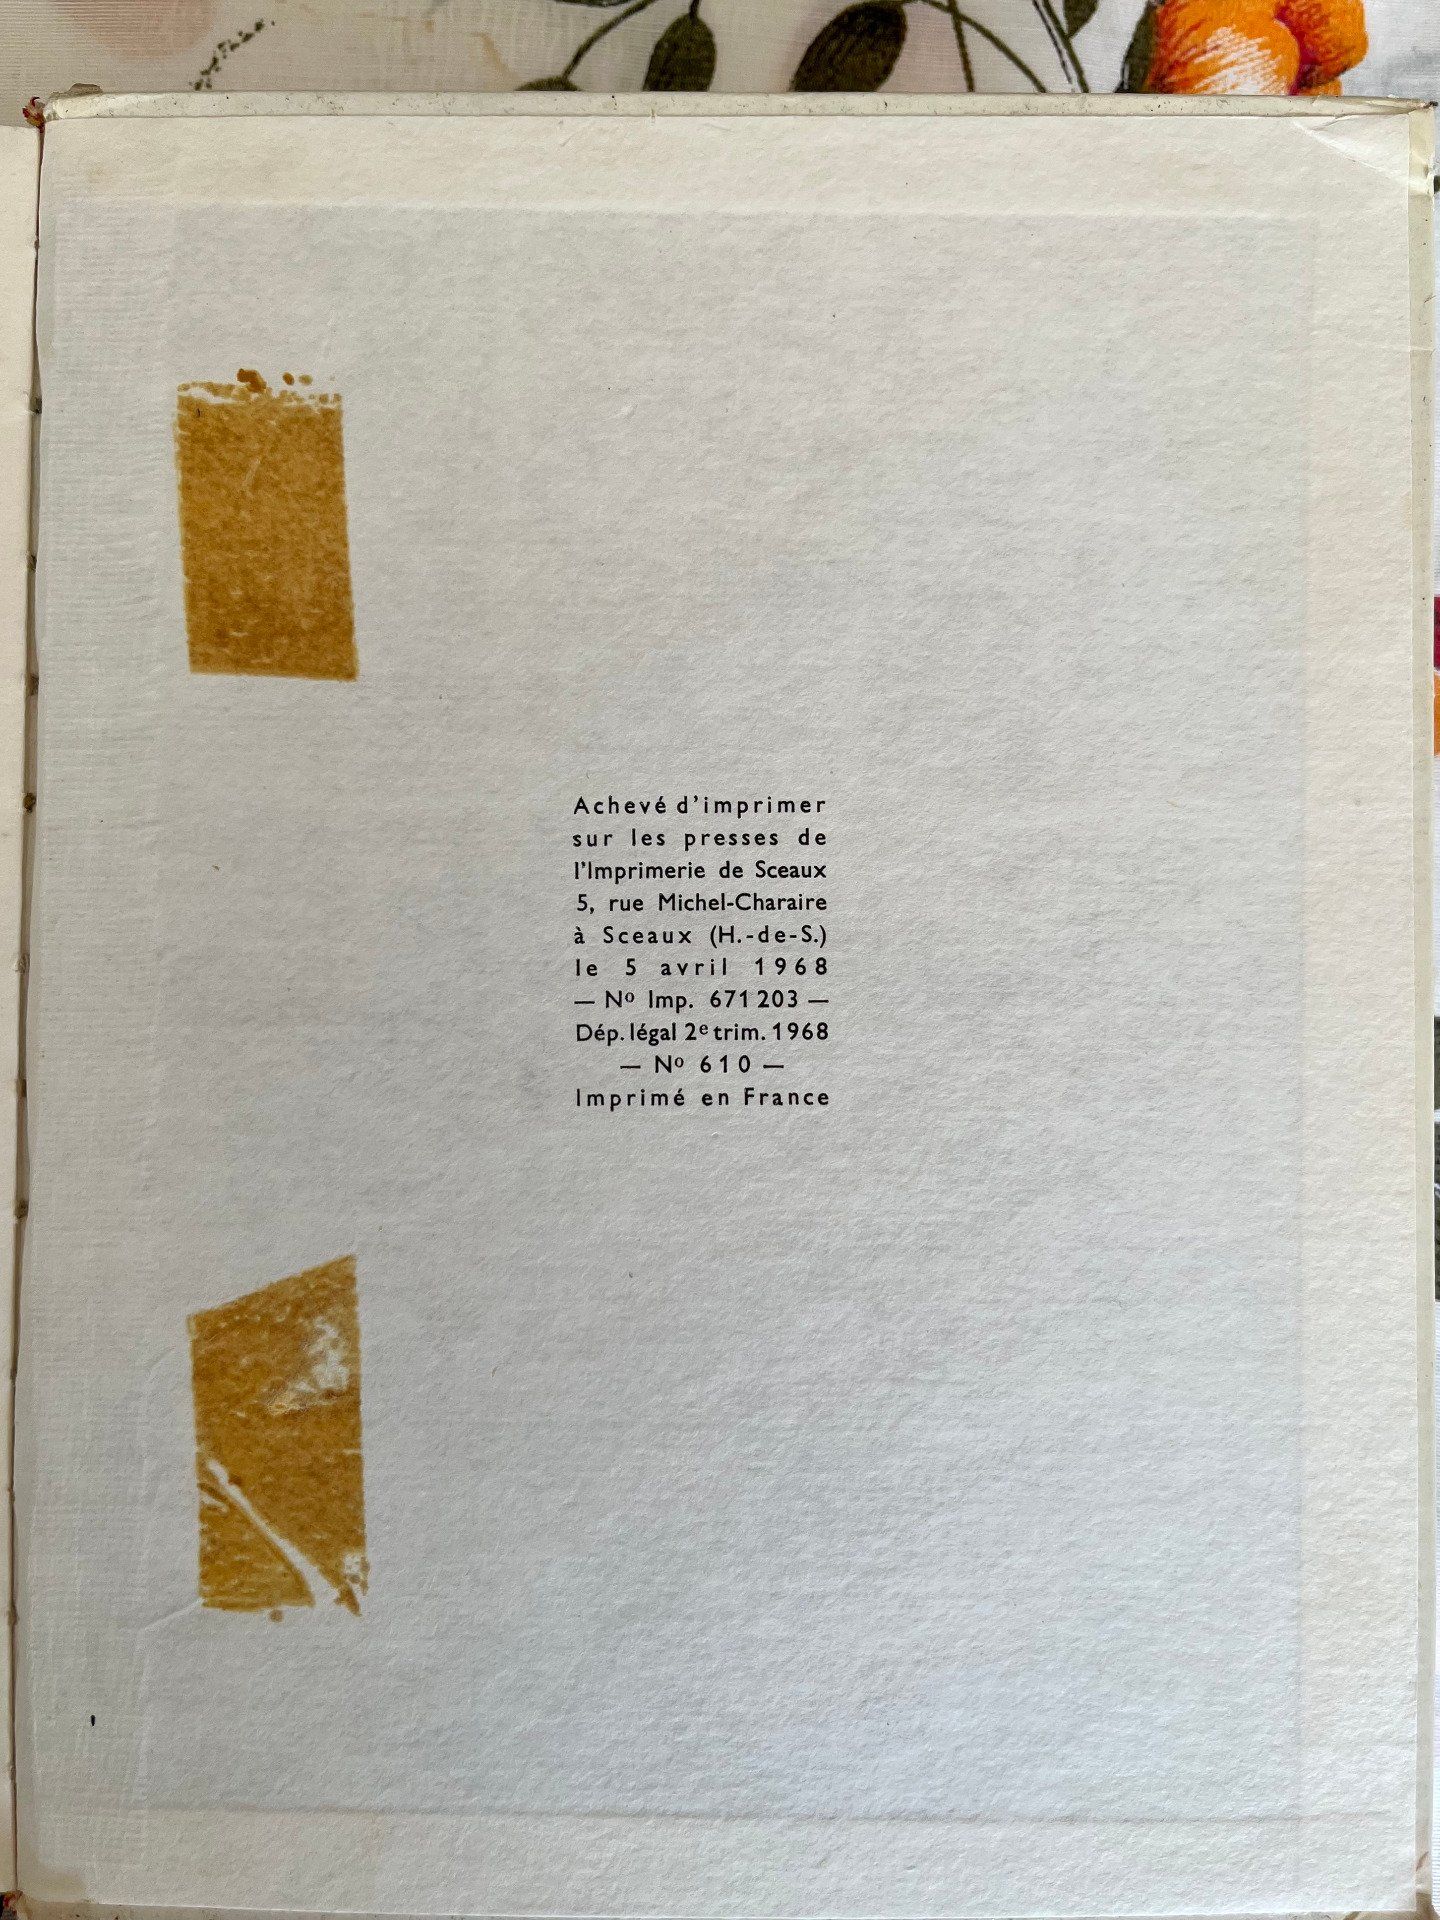 Achevé d'imprimer
sur les presses de
l'Imprimerie de Sceaux
5, rue Michel-Charaire
à Sceaux (H.-de-S.)
le 5 avril 1968
— Nº Imp. 671 203 —
Dép. légal 2e trim. 1968
— Nº 610 —
Imprimé en France